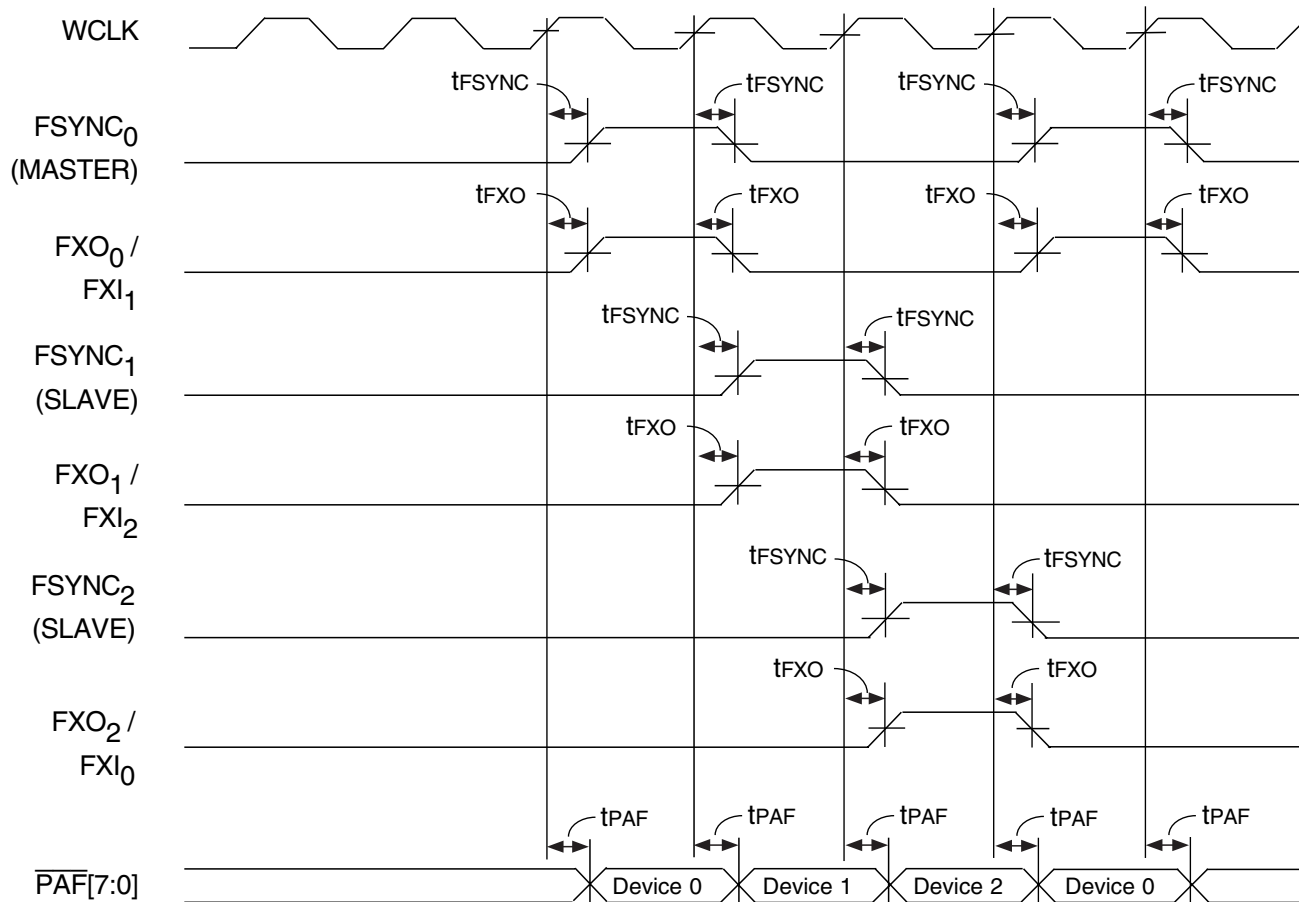 WCLK
tFSYNC tFSYNC tFSYNC tFSYNC
FSYNC0
(MASTER)
tFXO tFXO tFXO tFXO
FXO0 /
FXI1
tFSYNC tFSYNC
FSYNC1
(SLAVE)
tFXO tFXO
FXO1 /
FXI2
tFSYNC tFSYNC
FSYNC2
(SLAVE)
tFXO tFXO
FXO2 /
FXI0
tPAF tPAF tPAF tPAF tPAF
PAF[7:0] Device 0 Device 1 Device 2 Device 0